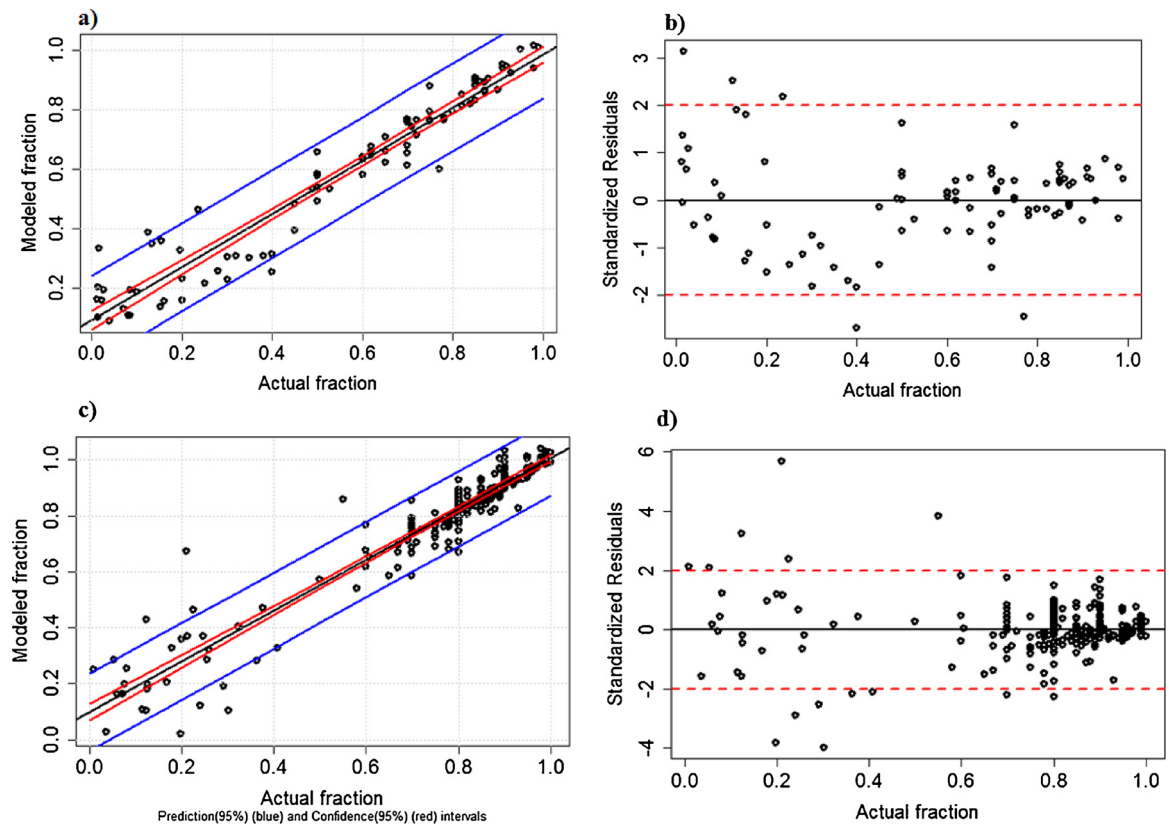 a)
Modeled fraction
1.0
0.8
0.6
0.4
0.2
0.0 0.2 0.4 0.6 0.8 1.0
Actual fraction
b)
Standardized Residuals
3
2
1
0
-1
-2
0.0 0.2 0.4 0.6 0.8 1.0
Actual fraction
c)
Modeled fraction
1.0
0.8
0.6
0.4
0.2
0.0
0.0 0.2 0.4 0.6 0.8 1.0
Actual fraction
Prediction(95%) (blue) and Confidence(95%) (red) intervals
d)
Standardized Residuals
6
4
2
0
-2
-4
0.0 0.2 0.4 0.6 0.8 1.0
Actual fraction